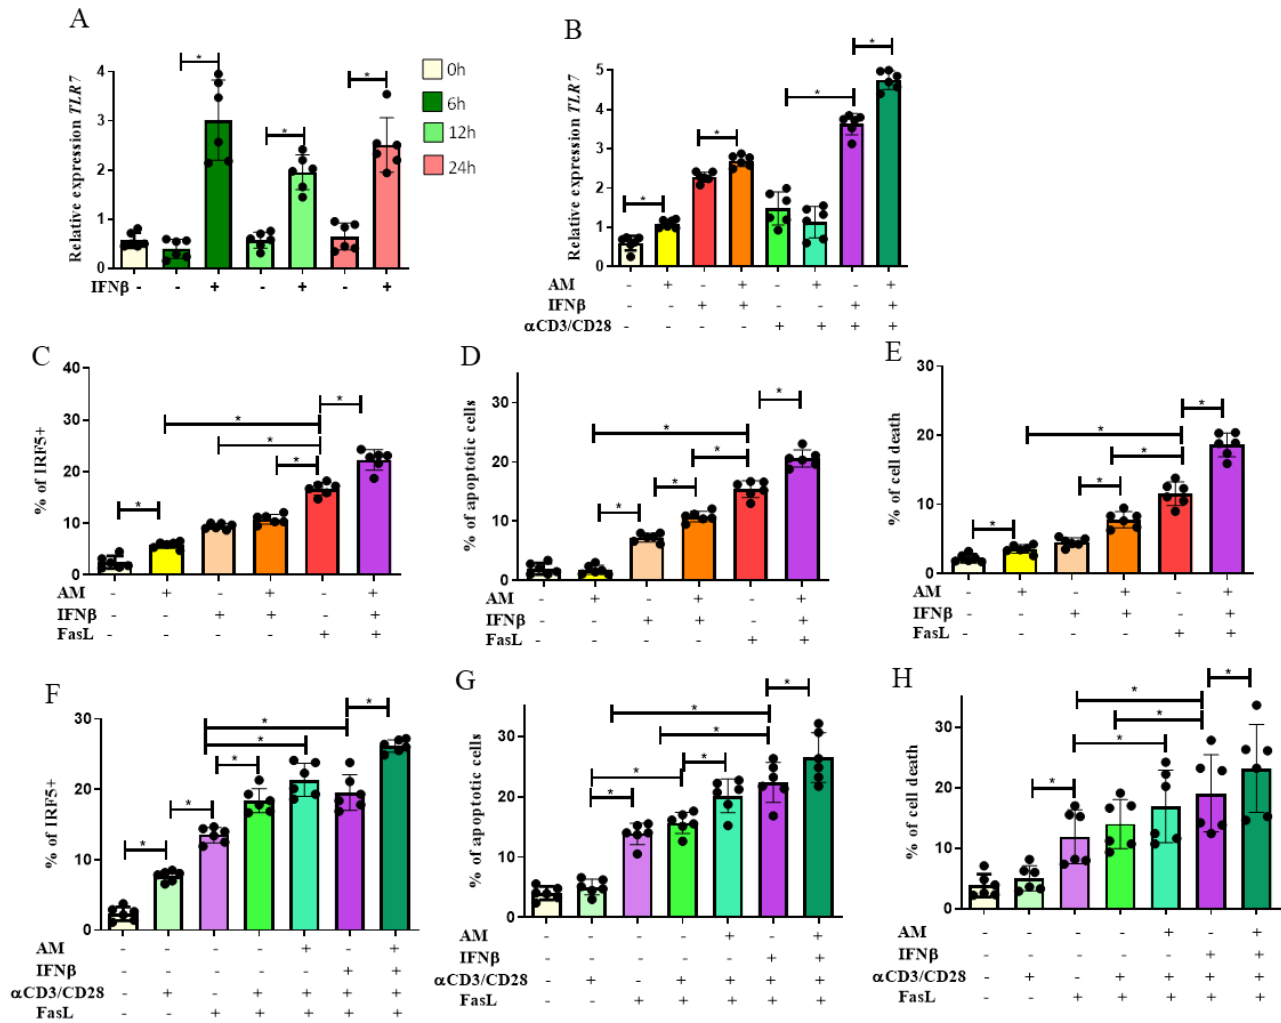 A
Relative expression TLR7
4
3
2
1
0
* * *
IFNβ - - + - + - +
0h
6h
12h
24h
B
Relative expression TLR7
5
4
3
2
1
0
* * * *
AM - + - + - + - +
IFNβ - - + + - - + +
αCD3/CD28 - - - - + + + +
C
% of IRF5+
40
30
20
10
0
* * * * *
AM - + - + - +
IFNβ - - + + - +
FasL - - - - + +
D
% of apoptotic cells
60
40
20
0
* * * * *
AM - + - + - +
IFNβ - - + + - +
FasL - - - - + +
E
% of cell death
30
20
10
0
* * * * *
AM - + - + - +
IFNβ - - + + - +
FasL - - - - + +
F
% of IRF5+
30
20
10
0
* * * * * *
AM - - - - + - +
IFNβ - - - - - + +
αCD3/CD28 - + - + + + +
FasL - - + + + + +
G
% of apoptotic cells
30
20
10
0
* * * * * *
AM - - - - + - +
IFNβ - - - - - + +
αCD3/CD28 - + - + + + +
FasL - - + + + + +
H
% of cell death
30
20
10
0
* * * * *
AM - - - - + - +
IFNβ - - - - - + +
αCD3/CD28 - + - + + + +
FasL - - + + + + +